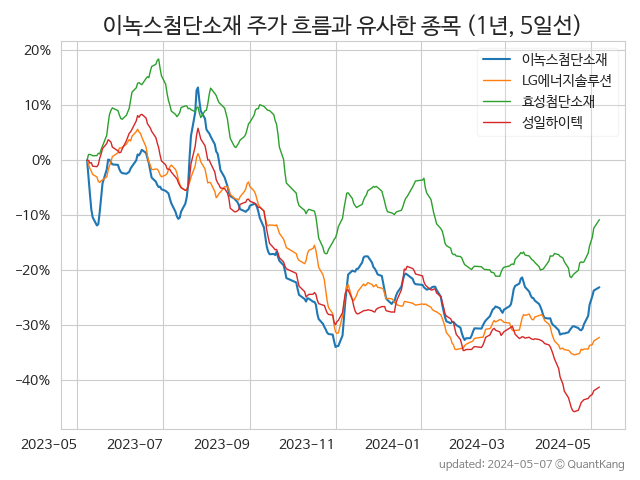 이녹스첨단소재 주가 흐름과 유사한 종목 (1년, 5일선)
이녹스첨단소재
LG에너지솔루션
효성첨단소재
성일하이텍
20%
10%
0%
−10%
−20%
−30%
−40%
2023−05 2023−07 2023−09 2023−11 2024−01 2024−03 2024−05
updated: 2024-05-07 © QuantKang